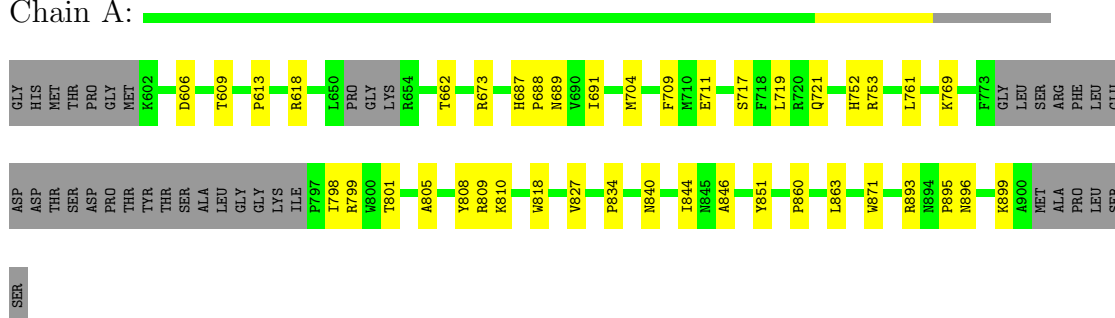 Chain A:
GLY HIS MET THR PRO GLY MET K602 D606 T609 P613 R618 L650 PRO GLY LYS R654 T662 R673 H687 P688 N689 V690 I691 M704 F709 M710 E711 S717 F718 L719 R720 Q721 H752 R753 L761 K769 F773 GLY LEU SER ARG PHE LEU GLU
ASP ASP THR SER ASP PRO THR TYR THR SER ALA LEU GLY GLY LYS ILE P797 I798 R799 W800 T801 A805 Y808 R809 K810 W818 V827 P834 N840 I844 N845 A846 Y851 P860 L863 W871 R893 N894 P895 N896 K899 A900 MET ALA PRO LEU SER
SER